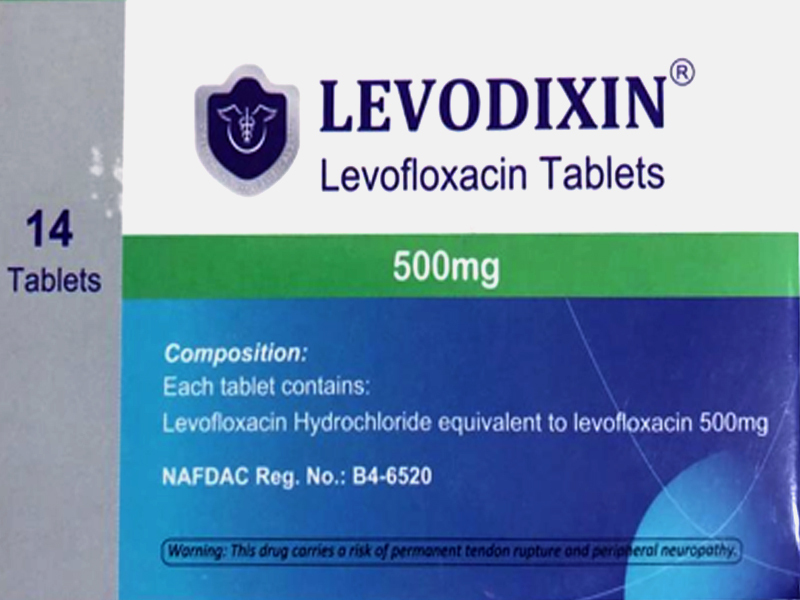 LEVODIXIN®
Levofloxacin Tablets
14
Tablets
500mg
Composition:
Each tablet contains:
Levofloxacin Hydrochloride equivalent to levofloxacin 500mg
NAFDAC Reg. No.: B4-6520
Warning: This drug carries a risk of permanent tendon rupture and peripheral neuropathy.